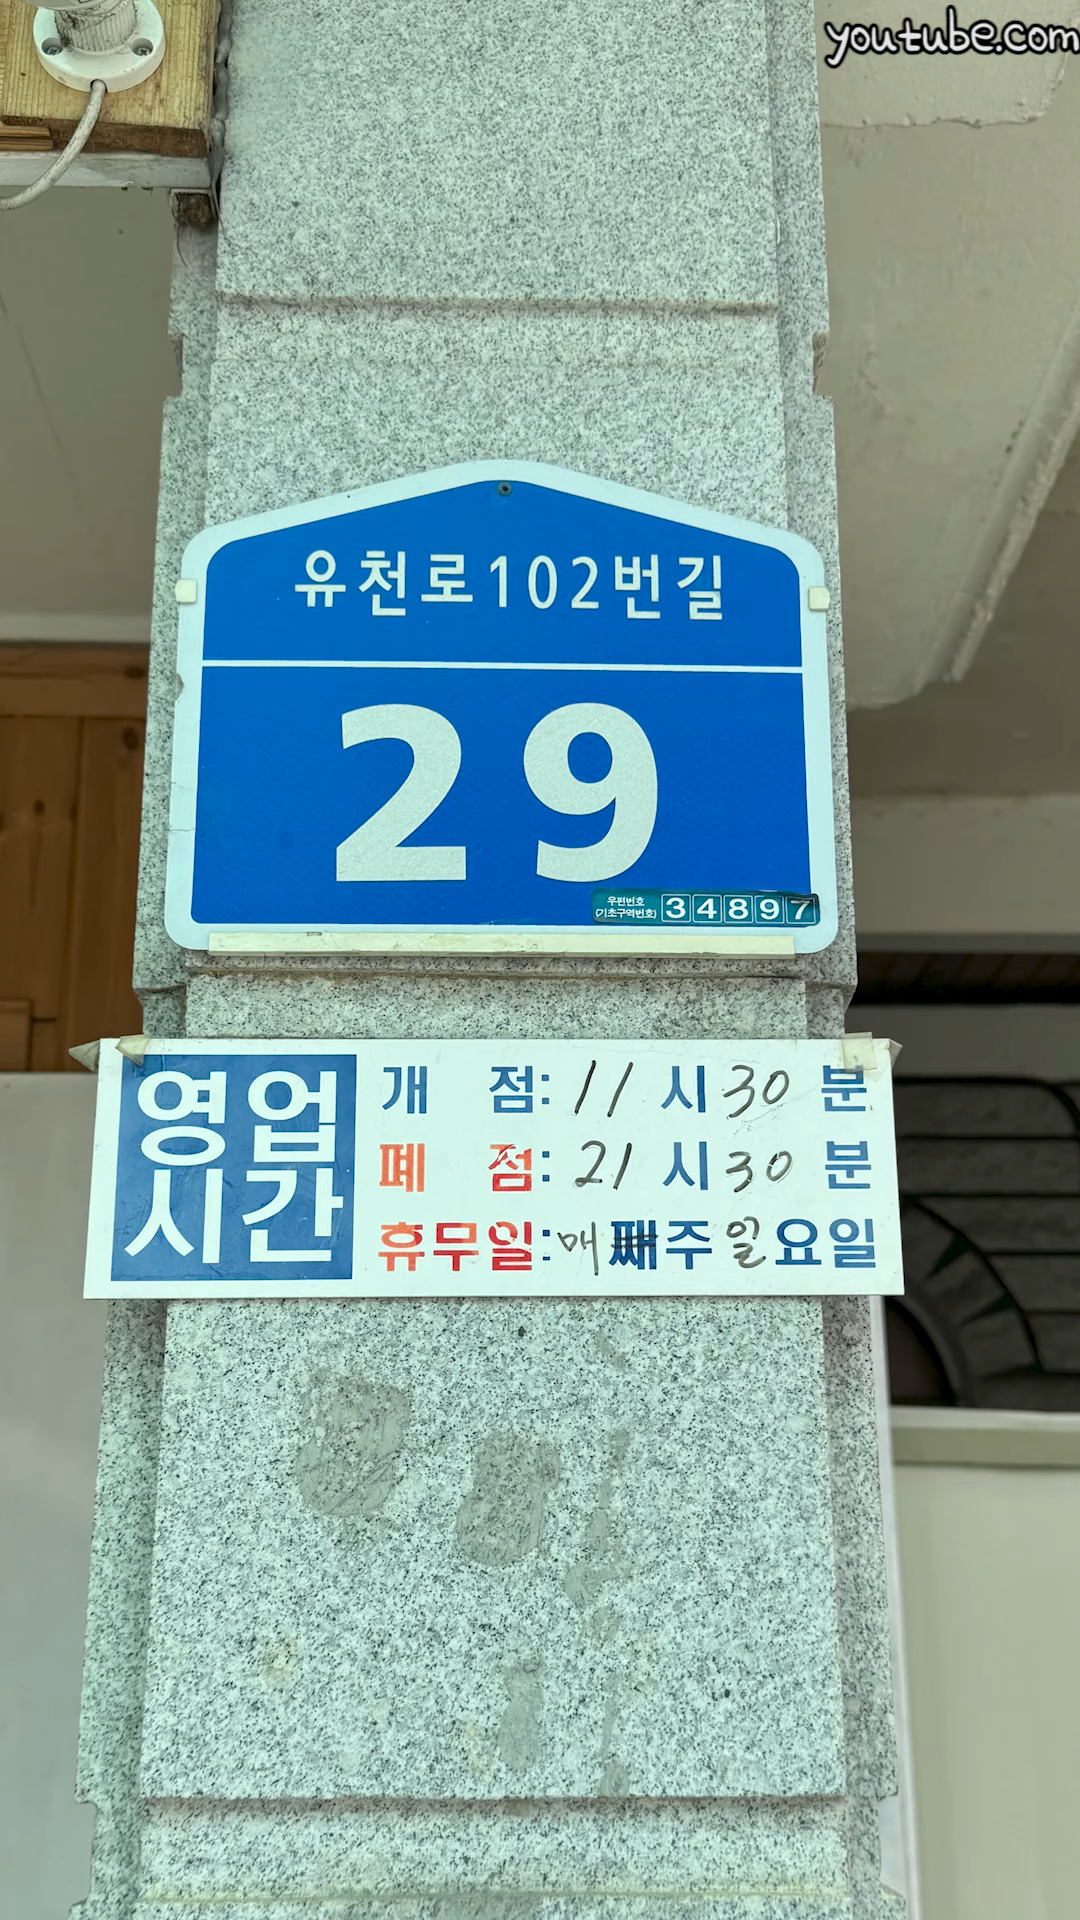 youtube.com
유천로102번길
29
우편번호
(기초구역번호) 34897
영업
시간
개 점: 11 시 30 분
폐 점: 21 시 30 분
휴무일: 매 째주 일요일